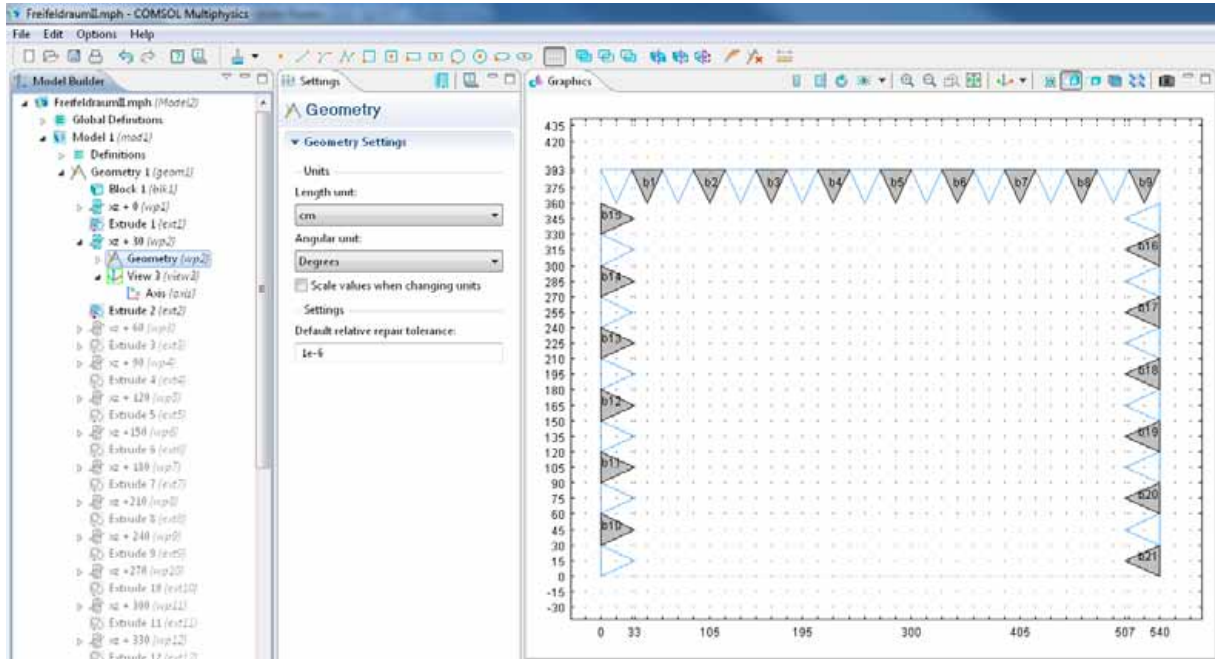 FreifeldraumII.mph - COMSOL Multiphysics
File Edit Options Help
Model Builder
FreifeldraumII.mph (Model2)
Global Definitions
Model 1 (mod1)
Definitions
Geometry 1 (geom1)
Block 1 (blk1)
xz + 0 (wp1)
Extrude 1 (ext1)
xz + 30 (wp2)
Geometry (wp2)
View 3 (view3)
Axis (axis)
Extrude 2 (ext2)
xz + 60 (wp3)
Extrude 3 (ext3)
xz + 90 (wp4)
Extrude 4 (ext4)
xz + 120 (wp5)
Extrude 5 (ext5)
xz +150 (wp6)
Extrude 6 (ext6)
xz + 180 (wp7)
Extrude 7 (ext7)
xz +210 (wp8)
Extrude 8 (ext8)
xz + 240 (wp9)
Extrude 9 (ext9)
xz +270 (wp10)
Extrude 10 (ext10)
xz + 300 (wp11)
Extrude 11 (ext11)
xz + 330 (wp12)
Extrude 12 (ext12)
Settings
Geometry
Geometry Settings
Units
Length unit:
cm
Angular unit:
Degrees
Scale values when changing units
Settings
Default relative repair tolerance:
1e-6
Graphics
435
420
393
375
360
345
330
315
300
285
270
255
240
225
210
195
180
165
150
135
120
105
90
75
60
45
30
15
0
-15
-30
b1 b2 b3 b4 b5 b6 b7 b8 b9
b15
b16
b14
b17
b13
b18
b12
b19
b11
b20
b10
b21
0 33 105 195 300 405 507 540